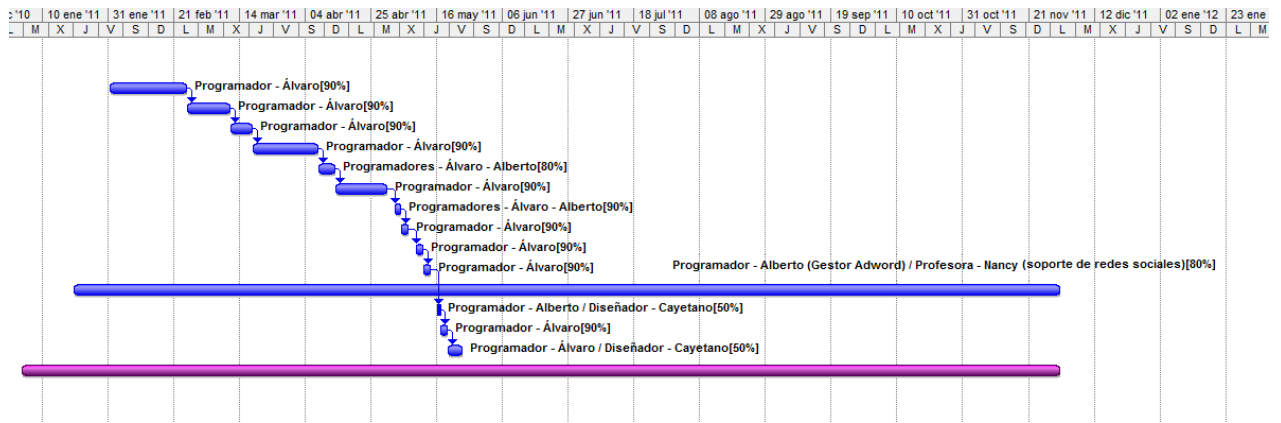 c '10 10 ene '11 31 ene '11 21 feb '11 14 mar '11 04 abr '11 25 abr '11 16 may '11 06 jun '11 27 jun '11 18 jul '11 08 ago '11 29 ago '11 19 sep '11 10 oct '11 31 oct '11 21 nov '11 12 dic '11 02 ene '12 23 ene
L M X J V S D L M X J V S D L M X J V S D L M X J V S D L M X J V S D L M X J V S D L M X J V S D L M
Programador - Álvaro[90%]
Programador - Álvaro[90%]
Programador - Álvaro[90%]
Programador - Álvaro[90%]
Programadores - Álvaro - Alberto[80%]
Programador - Álvaro[90%]
Programadores - Álvaro - Alberto[90%]
Programador - Álvaro[90%]
Programador - Álvaro[90%]
Programador - Álvaro[90%]
Programador - Alberto (Gestor Adword) / Profesora - Nancy (soporte de redes sociales)[80%]
Programador - Alberto / Diseñador - Cayetano[50%]
Programador - Álvaro[90%]
Programador - Álvaro / Diseñador - Cayetano[50%]